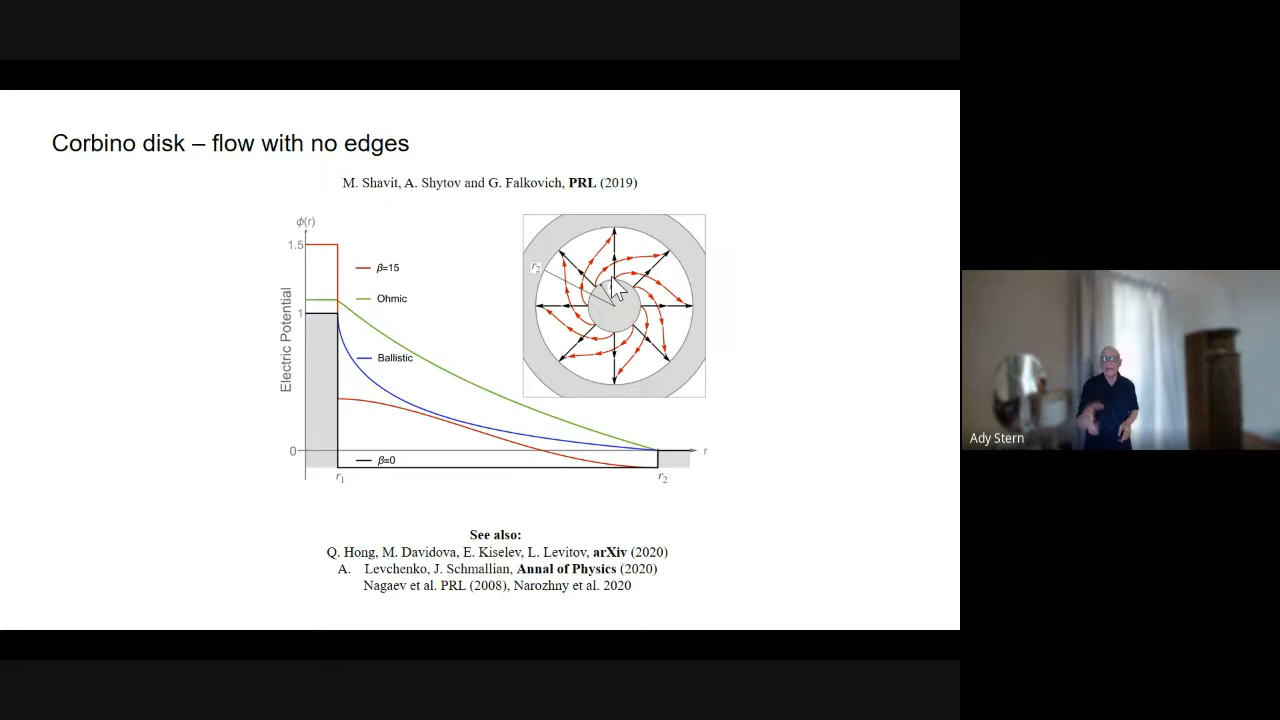 Corbino disk – flow with no edges
M. Shavit, A. Shytov and G. Falkovich, PRL (2019)
ϕ(r)
1.5
β=15
Ohmic
1
Electric Potential
Ballistic
0
β=0
r
r1
r2
r2
See also:
Q. Hong, M. Davidova, E. Kiselev, L. Levitov, arXiv (2020)
A. Levchenko, J. Schmallian, Annal of Physics (2020)
Nagaev et al. PRL (2008), Narozhny et al. 2020
Ady Stern